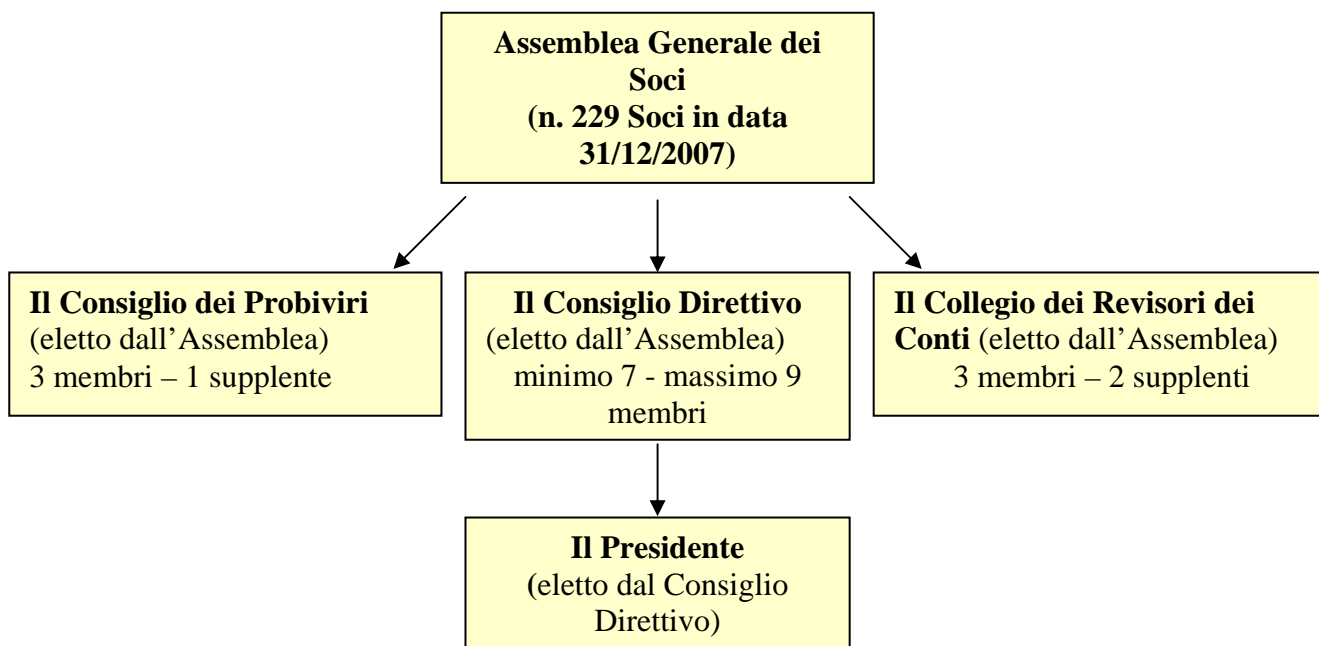 Assemblea Generale dei
Soci
(n. 229 Soci in data
31/12/2007)
Il Consiglio dei Probiviri
(eletto dall’Assemblea)
3 membri – 1 supplente
Il Consiglio Direttivo
(eletto dall’Assemblea)
minimo 7 - massimo 9
membri
Il Collegio dei Revisori dei
Conti (eletto dall’Assemblea)
3 membri – 2 supplenti
Il Presidente
(eletto dal Consiglio
Direttivo)